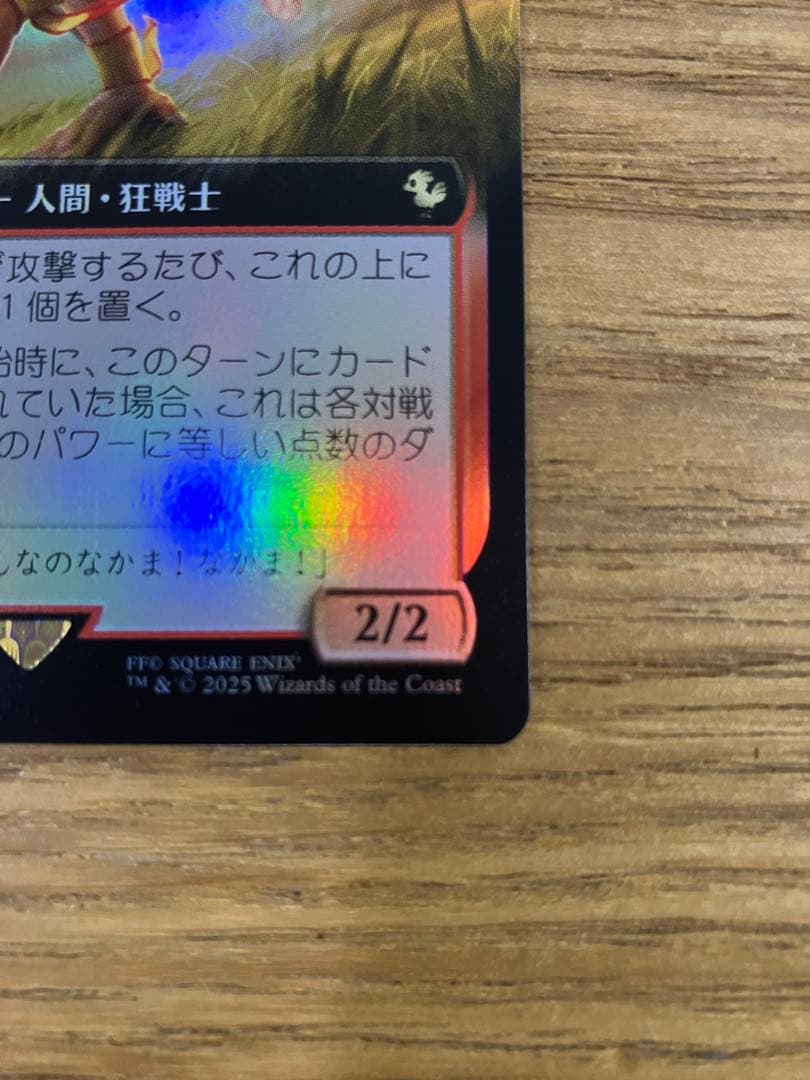 - 人間・狂戦士
攻撃するたび、これの上に
1個を置く。
時に、このターンにカード
れていた場合、これは各対戦
のパワーに等しい点数のダ
んなのなかま！なかま！」
2/2
FF© SQUARE ENIX
™ & © 2025 Wizards of the Coast